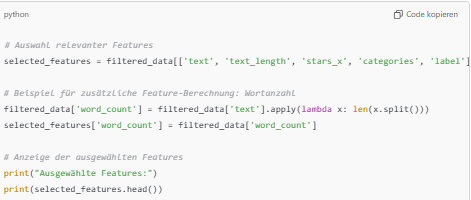 python
Code kopieren
# Auswahl relevanter Features
selected_features = filtered_data[['text', 'text_length', 'stars_x', 'categories', 'label']
# Beispiel für zusätzliche Feature-Berechnung: Wortanzahl
filtered_data['word_count'] = filtered_data['text'].apply(lambda x: len(x.split()))
selected_features['word_count'] = filtered_data['word_count']
# Anzeige der ausgewählten Features
print("Ausgewählte Features:")
print(selected_features.head())